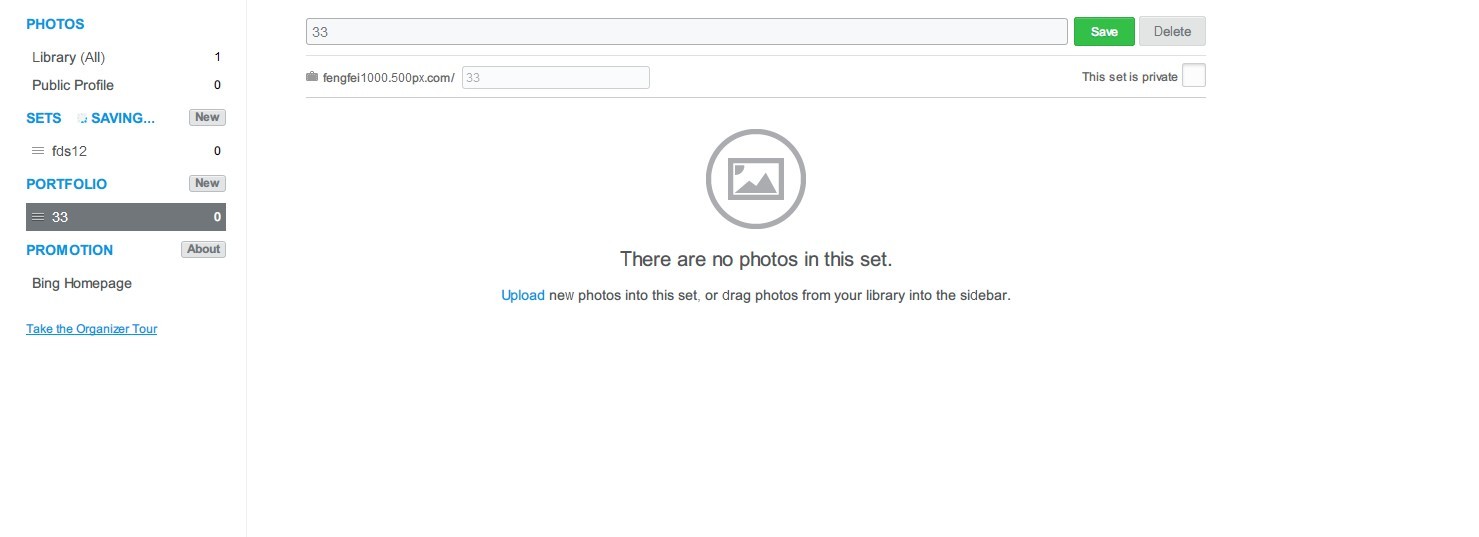 PHOTOS
Library (All) 1
Public Profile 0
SETS SAVING... New
fds12 0
PORTFOLIO New
33 0
PROMOTION About
Bing Homepage
Take the Organizer Tour
33 Save Delete
fengfei1000.500px.com/ 33 This set is private
There are no photos in this set.
Upload new photos into this set, or drag photos from your library into the sidebar.